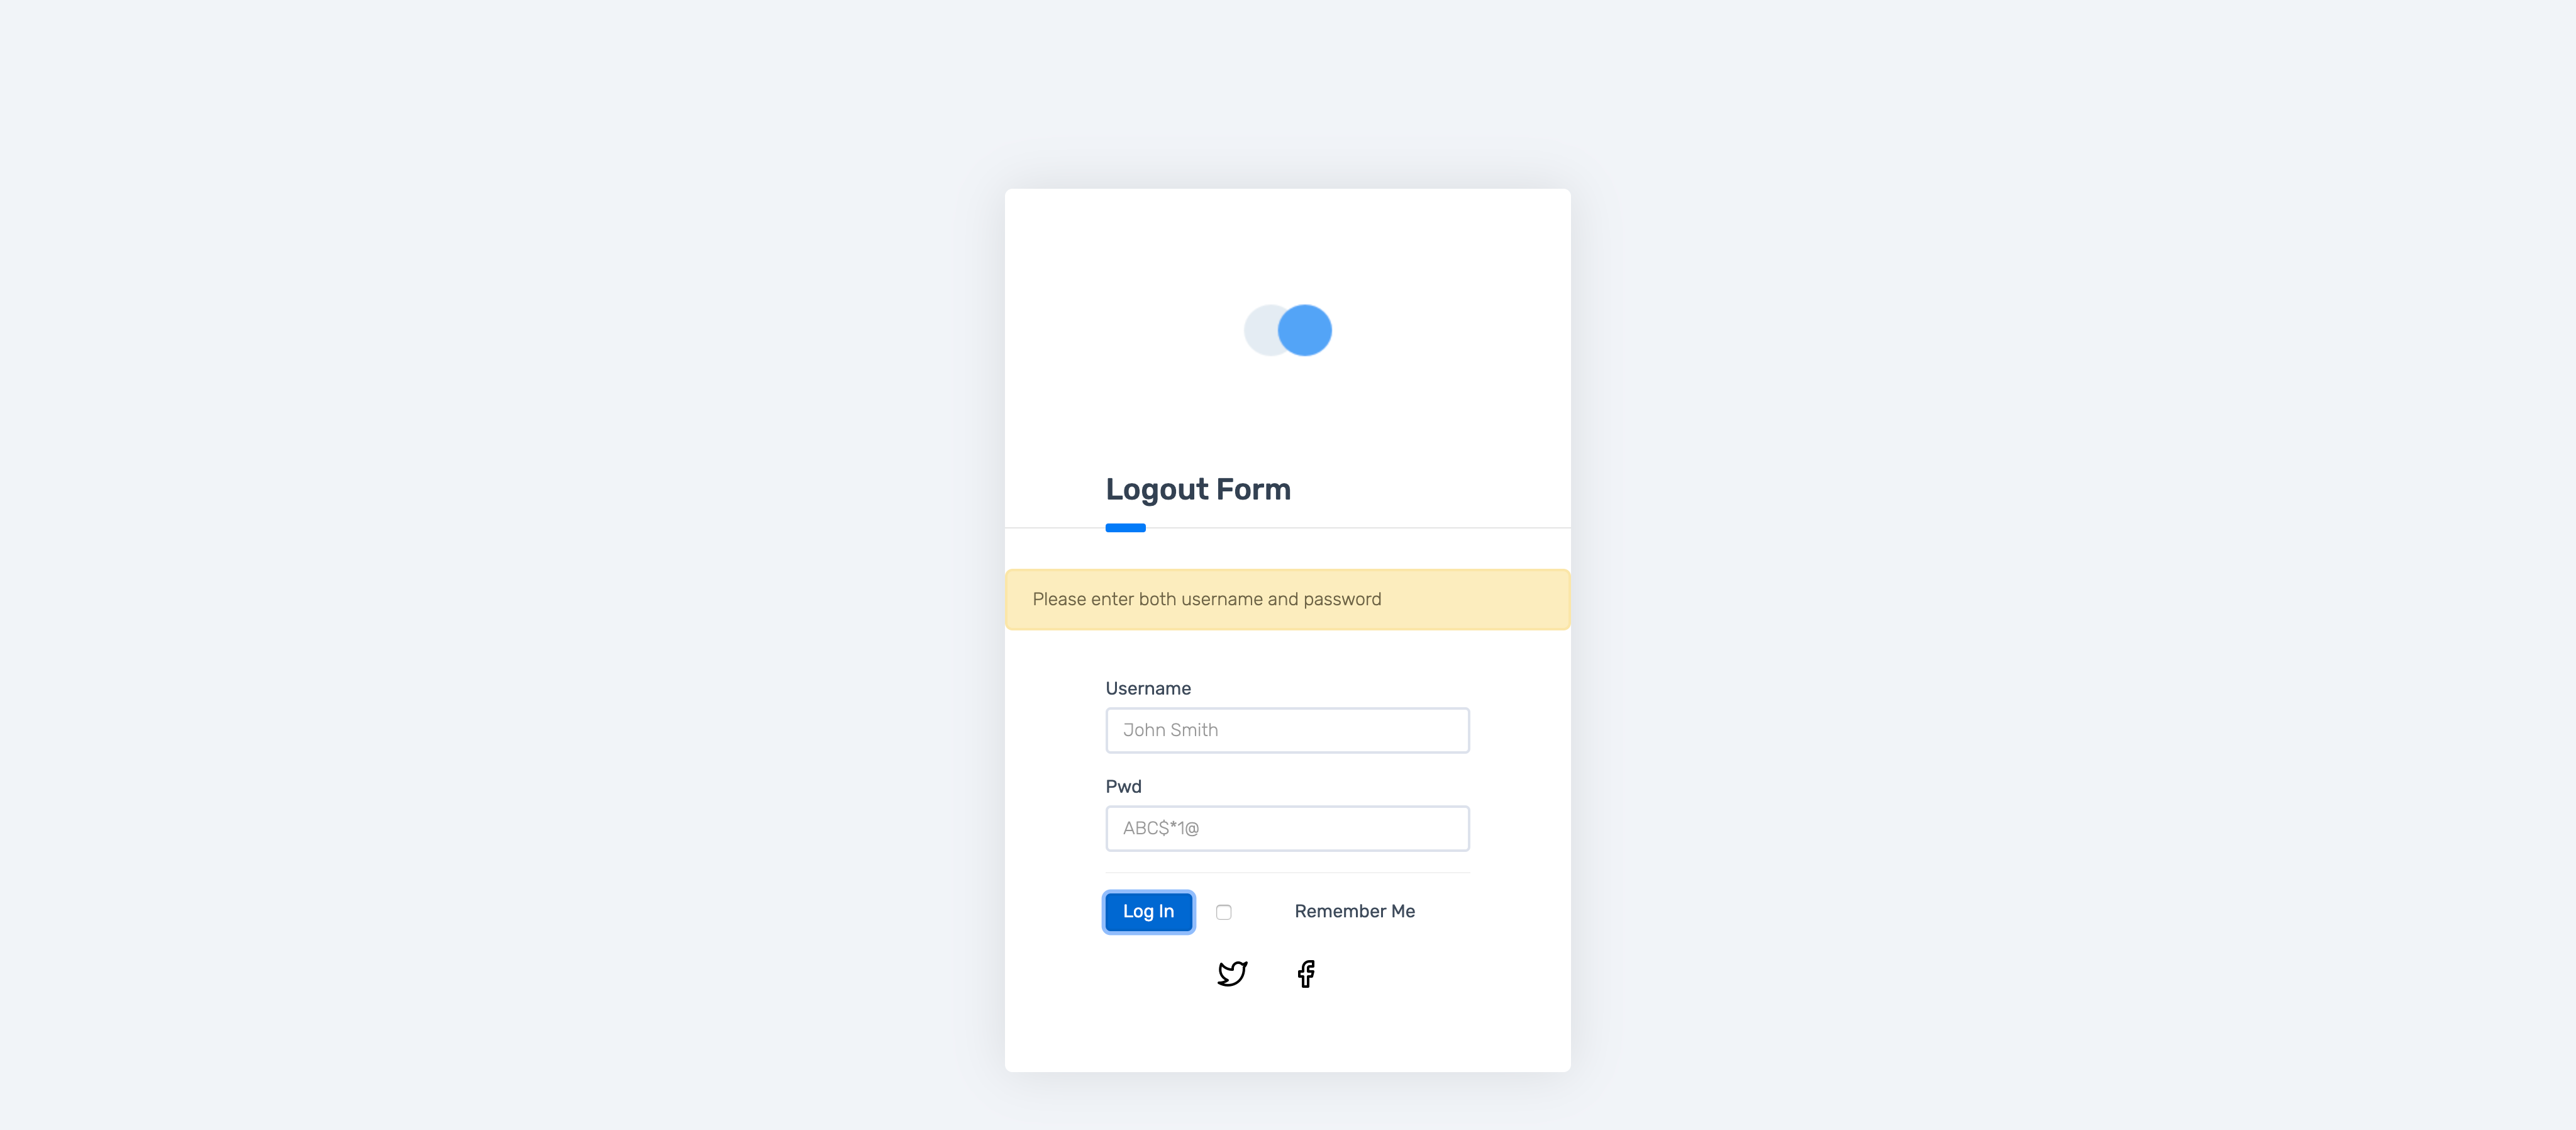 Logout Form
Please enter both username and password
Username
John Smith
Pwd
ABC$*1@
Log In
Remember Me